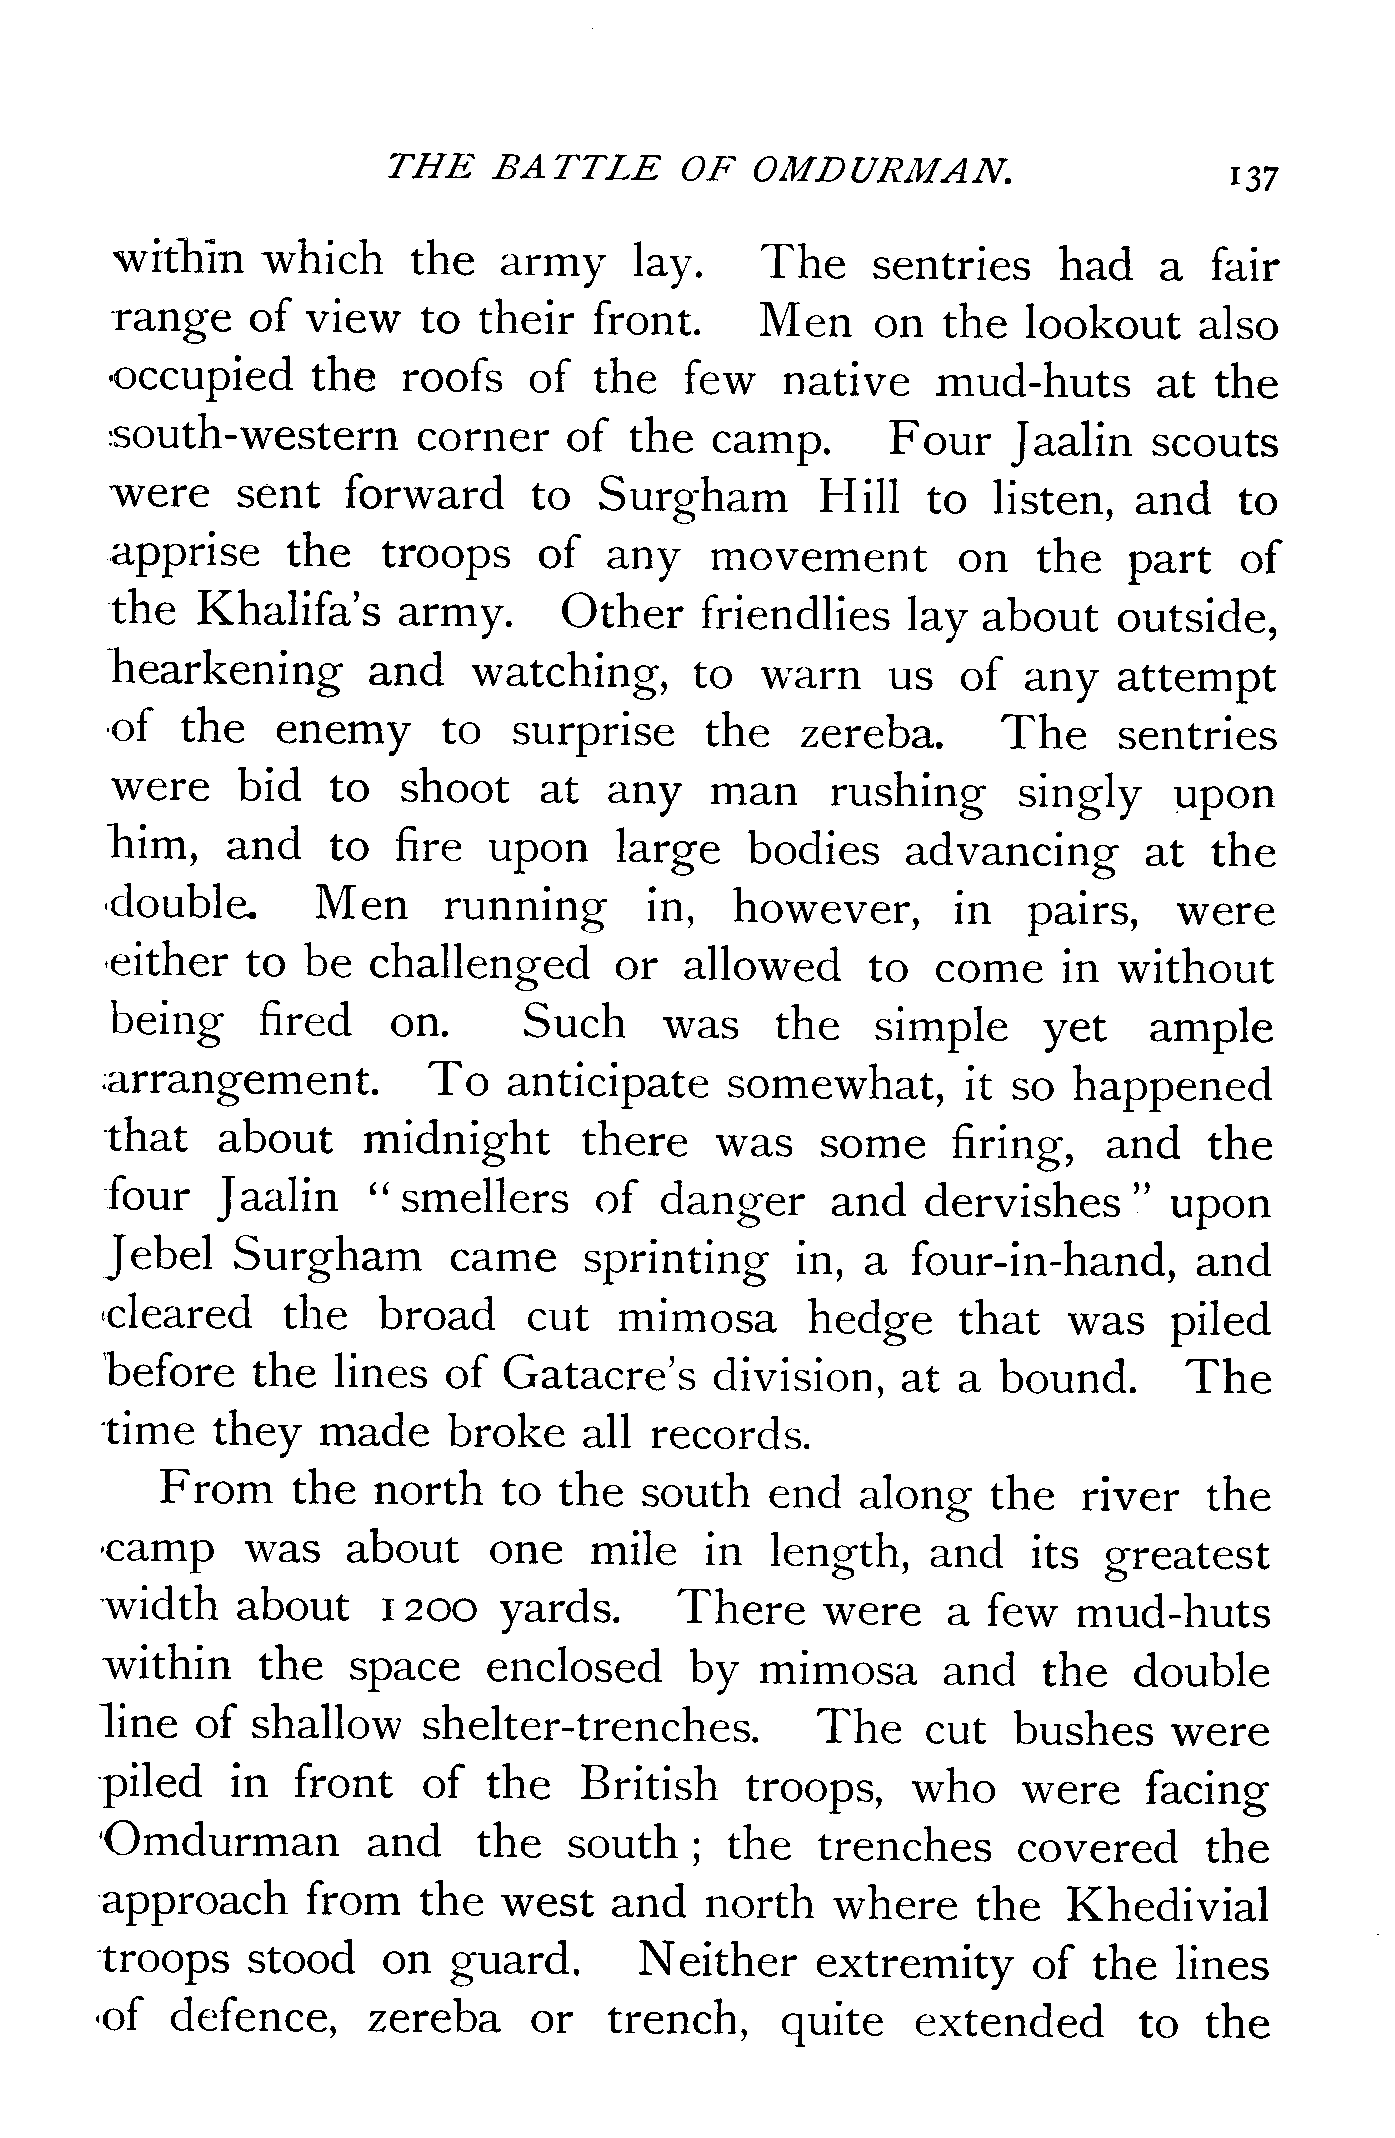 THE BATTLE OF OMDURMAN. 137
within which the army lay. The sentries had a fair
range of view to their front. Men on the lookout also
occupied the roofs of the few native mud-huts at the
south-western corner of the camp. Four Jaalin scouts
were sent forward to Surgham Hill to listen, and to
apprise the troops of any movement on the part of
the Khalifa's army. Other friendlies lay about outside,
hearkening and watching, to warn us of any attempt
of the enemy to surprise the zereba. The sentries
were bid to shoot at any man rushing singly upon
him, and to fire upon large bodies advancing at the
double. Men running in, however, in pairs, were
either to be challenged or allowed to come in without
being fired on. Such was the simple yet ample
arrangement. To anticipate somewhat, it so happened
that about midnight there was some firing, and the
four Jaalin “smellers of danger and dervishes” upon
Jebel Surgham came sprinting in, a four-in-hand, and
cleared the broad cut mimosa hedge that was piled
before the lines of Gatacre's division, at a bound. The
time they made broke all records.
From the north to the south end along the river the
camp was about one mile in length, and its greatest
width about 1200 yards. There were a few mud-huts
within the space enclosed by mimosa and the double
line of shallow shelter-trenches. The cut bushes were
piled in front of the British troops, who were facing
Omdurman and the south; the trenches covered the
approach from the west and north where the Khedivial
troops stood on guard. Neither extremity of the lines
of defence, zereba or trench, quite extended to the